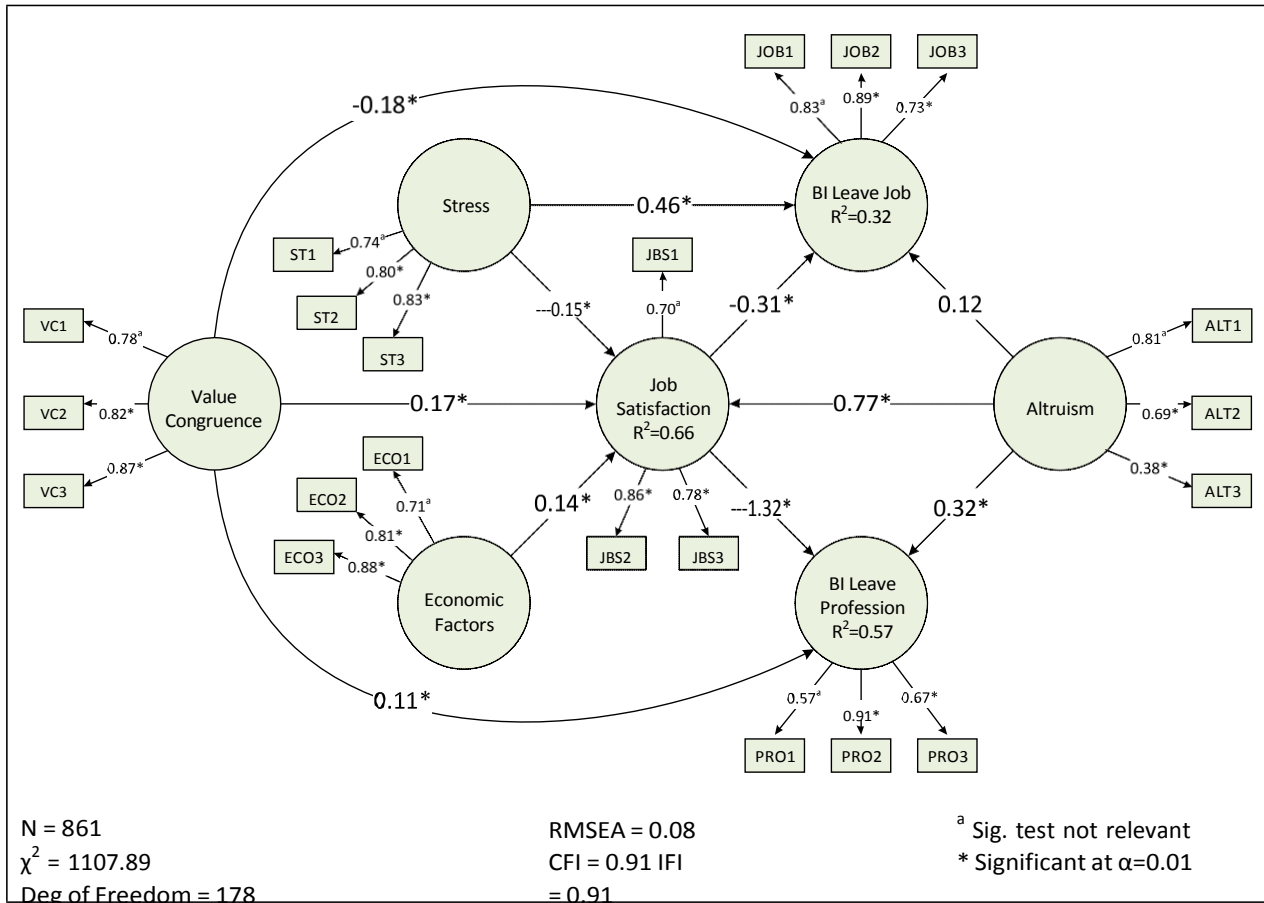 JOB1 JOB2 JOB3
0.83ᵃ 0.89* 0.73*
-0.18*
BI Leave Job
R²=0.32
Stress
0.46*
ST1 0.74ᵃ
ST2 0.80*
ST3 0.83*
JBS1
0.70ᵃ
---0.15*
-0.31*
0.12
VC1 0.78ᵃ
VC2 0.82*
VC3 0.87*
Value
Congruence
0.17*
Job
Satisfaction
R²=0.66
0.77*
Altruism
0.81ᵃ ALT1
0.69* ALT2
0.38* ALT3
ECO1 0.71ᵃ
ECO2 0.81*
ECO3 0.88*
0.14*
0.86* 0.78*
JBS2 JBS3
---1.32*
0.32*
Economic
Factors
BI Leave
Profession
R²=0.57
0.11*
0.57ᵃ 0.91* 0.67*
PRO1 PRO2 PRO3
N = 861
χ² = 1107.89
Deg of Freedom = 178
RMSEA = 0.08
CFI = 0.91 IFI
= 0.91
ᵃ Sig. test not relevant
* Significant at α=0.01